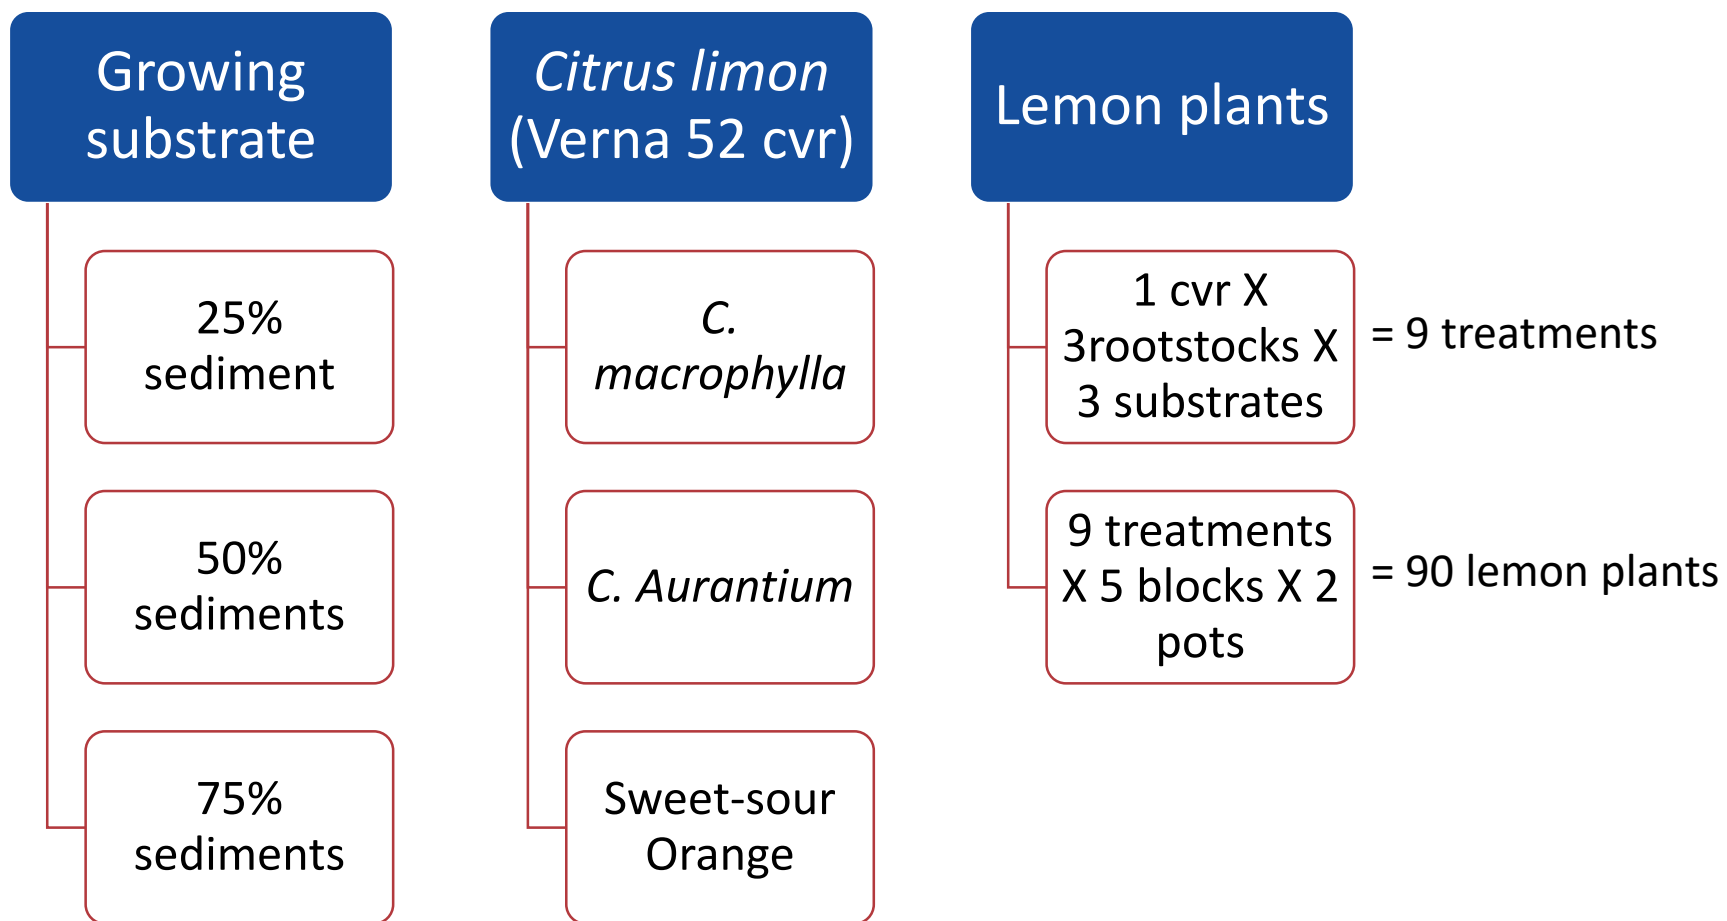 Growing
substrate
25%
sediment
50%
sediments
75%
sediments
Citrus limon
(Verna 52 cvr)
C.
macrophylla
C. Aurantium
Sweet-sour
Orange
Lemon plants
1 cvr X
3rootstocks X
3 substrates
= 9 treatments
9 treatments
X 5 blocks X 2
pots
= 90 lemon plants